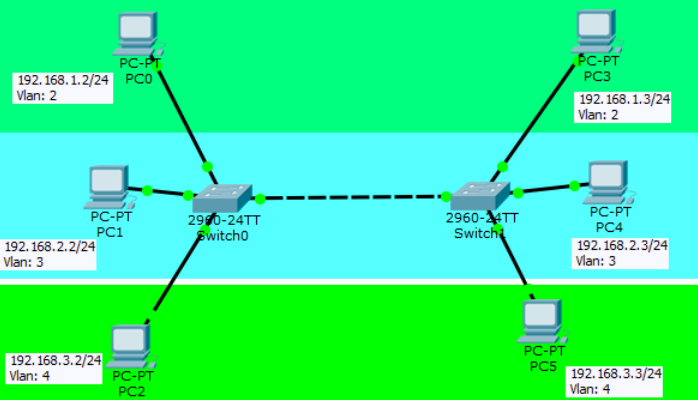 PC-PT
PC0
192.168.1.2/24
Vlan: 2
PC-PT
PC3
192.168.1.3/24
Vlan: 2
PC-PT
PC1
192.168.2.2/24
Vlan: 3
2960-24TT
Switch0
2960-24TT
Switch1
PC-PT
PC4
192.168.2.3/24
Vlan: 3
192.168.3.2/24
Vlan: 4
PC-PT
PC2
PC-PT
PC5
192.168.3.3/24
Vlan: 4